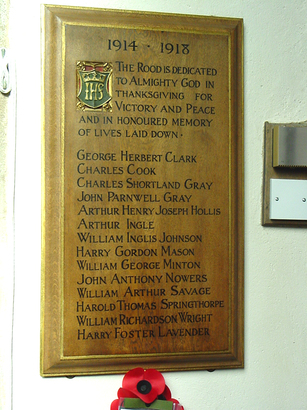 1914 · 1918
IHS
THE ROOD IS DEDICATED
TO ALMIGHTY GOD IN
THANKSGIVING FOR
VICTORY AND PEACE
AND IN HONOURED MEMORY
OF LIVES LAID DOWN ·
GEORGE HERBERT CLARK
CHARLES COOK
CHARLES SHORTLAND GRAY
JOHN PARNWELL GRAY
ARTHUR HENRY JOSEPH HOLLIS
ARTHUR INGLE
WILLIAM INGLIS JOHNSON
HARRY GORDON MASON
WILLIAM GEORGE MINTON
JOHN ANTHONY NOWERS
WILLIAM ARTHUR SAVAGE
HAROLD THOMAS SPRINGTHORPE
WILLIAM RICHARDSON WRIGHT
HARRY FOSTER LAVENDER